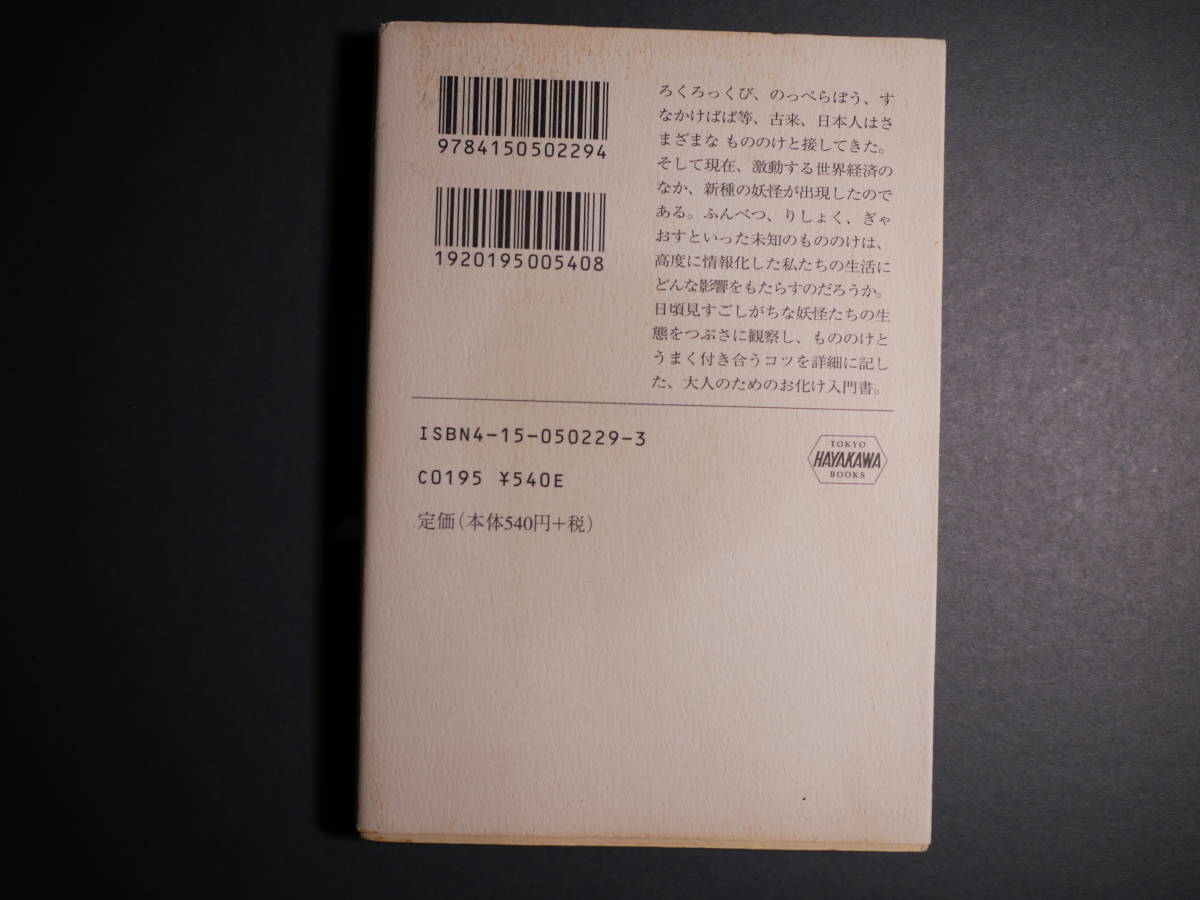 9784150502294
1920195005408
ろくろっくび、のっぺらぼう、す
なかけばば等、古来、日本人はさ
まざまな もののけと接してきた。
そして現在、激動する世界経済の
なか、新種の妖怪が出現したので
ある。ふんべつ、りしょく、ぎゃ
おすといった未知のもののけは、
高度に情報化した私たちの生活に
どんな影響をもたらすのだろうか。
日頃見すごしがちな妖怪たちの生
態をつぶさに観察し、もののけと
うまく付き合うコツを詳細に記し
た、大人のためのお化け入門書。
ISBN4-15-050229-3
C0195 ¥540E
定価(本体540円+税)
TOKYO
HAYAKAWA
BOOKS